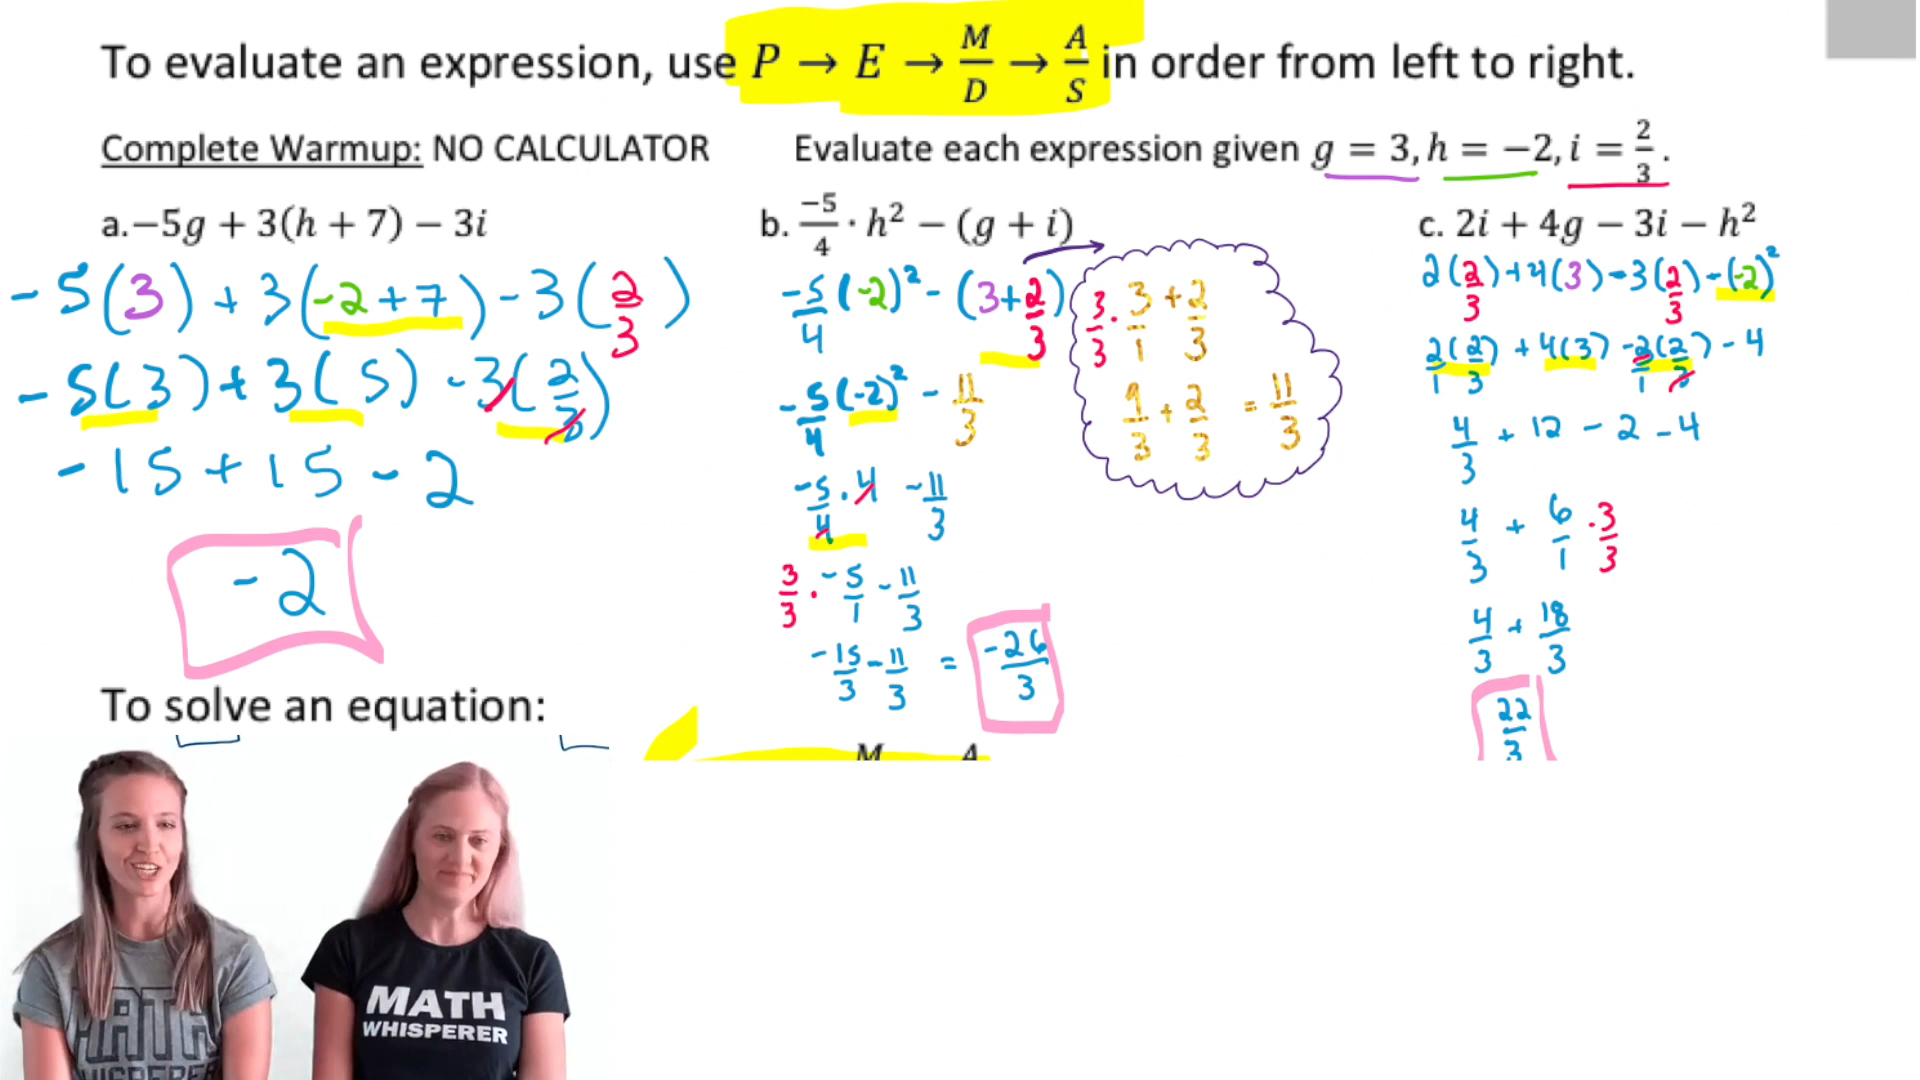 To evaluate an expression, use P → E → M/D → A/S in order from left to right.
Complete Warmup: NO CALCULATOR
Evaluate each expression given g = 3, h = −2, i = 2/3.
a. −5g + 3(h + 7) − 3i
-5(3) + 3(-2+7) - 3(2/3)
-5(3) + 3(5) - 3(2/3)
-15 + 15 - 2
-2
b. −5/4 · h² − (g + i)
-5/4 (-2)² - (3+2/3)
-5/4 (-2)² - 11/3
-5/4 · 4 - 11/3
3/3 · -5/1 - 11/3
-15/3 - 11/3 = -26/3
3/3 · 3/1 + 2/3
9/3 + 2/3 = 11/3
c. 2i + 4g − 3i − h²
2(2/3) + 4(3) - 3(2/3) - (-2)²
2/1(2/3) + 4(3) - 3/1(2/3) - 4
4/3 + 12 - 2 - 4
4/3 + 6/1 · 3/3
4/3 + 18/3
22/3
To solve an equation:
M A
MATH
MATH
WHISPERER